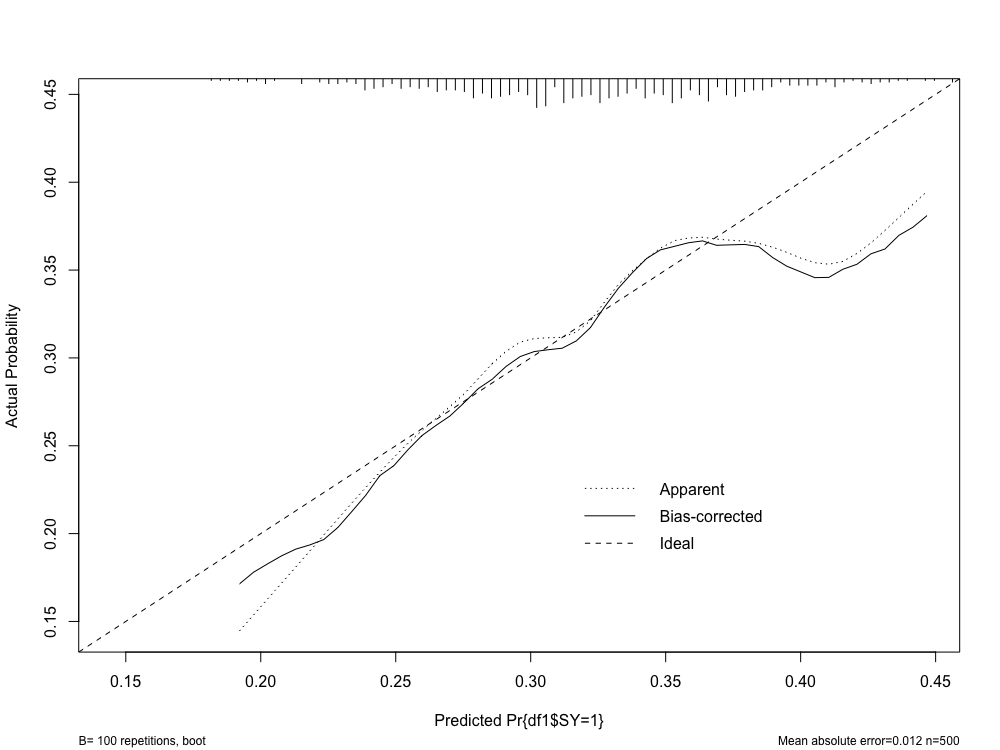 0.45
0.40
0.35
0.30
0.25
0.20
0.15
Actual Probability
Apparent
Bias-corrected
Ideal
0.15 0.20 0.25 0.30 0.35 0.40 0.45
Predicted Pr{df1$SY=1}
B= 100 repetitions, boot
Mean absolute error=0.012 n=500